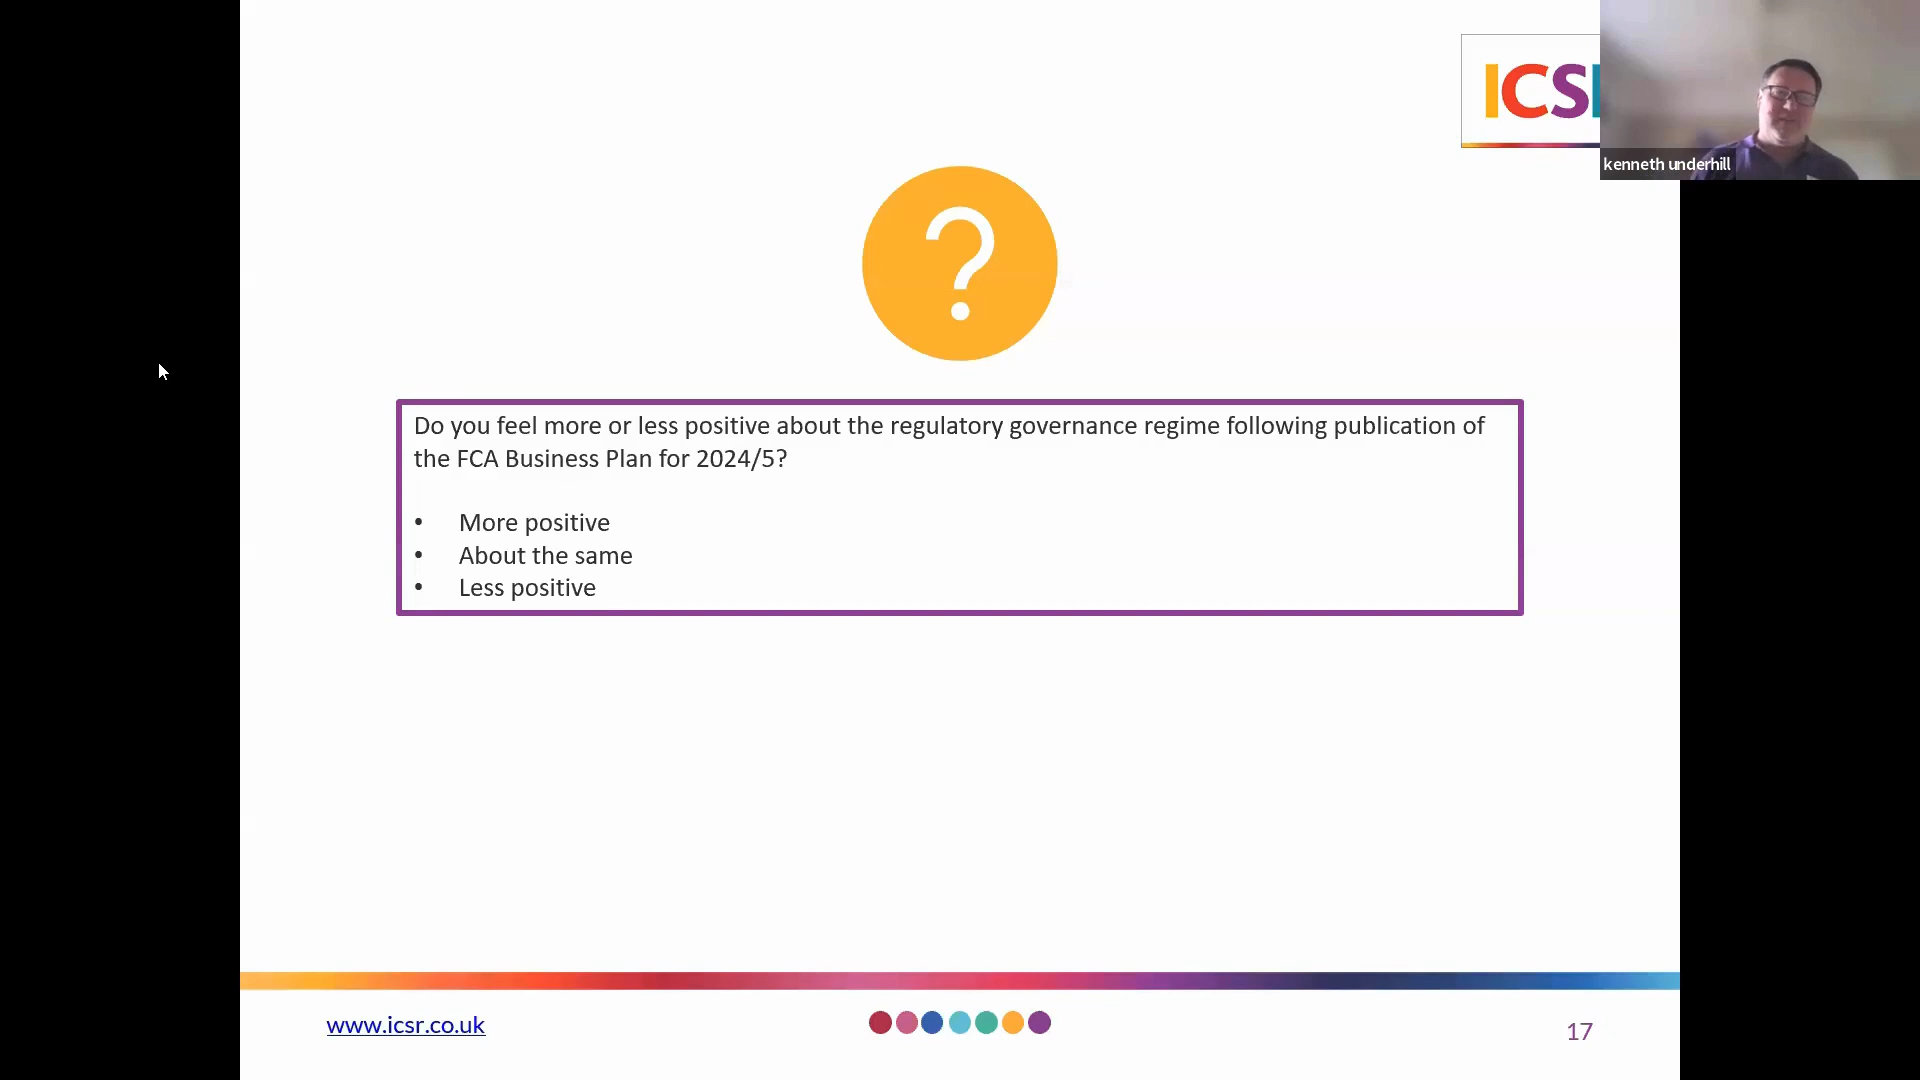 ICS
kenneth underhill
?
Do you feel more or less positive about the regulatory governance regime following publication of
the FCA Business Plan for 2024/5?
• More positive
• About the same
• Less positive
www.icsr.co.uk
17